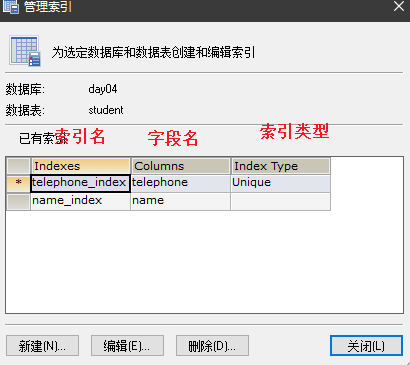 管理索引
为选定数据库和数据表创建和编辑索引
数据库: day04
数据表: student
已有索引
索引名 字段名 索引类型
Indexes Columns Index Type
* telephone_index telephone Unique
name_index name
新建(N)... 编辑(E)... 删除(D)... 关闭(L)